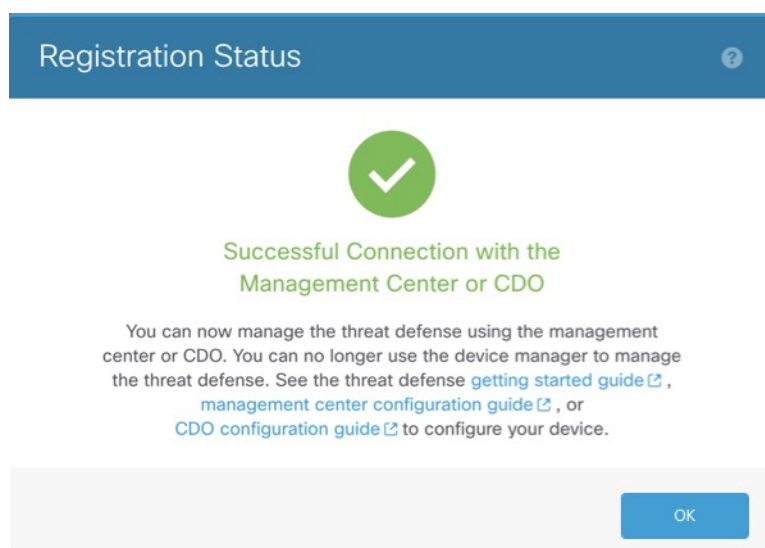 Registration Status
Successful Connection with the
Management Center or CDO
You can now manage the threat defense using the management
center or CDO. You can no longer use the device manager to manage
the threat defense. See the threat defense getting started guide ,
management center configuration guide , or
CDO configuration guide to configure your device.
OK